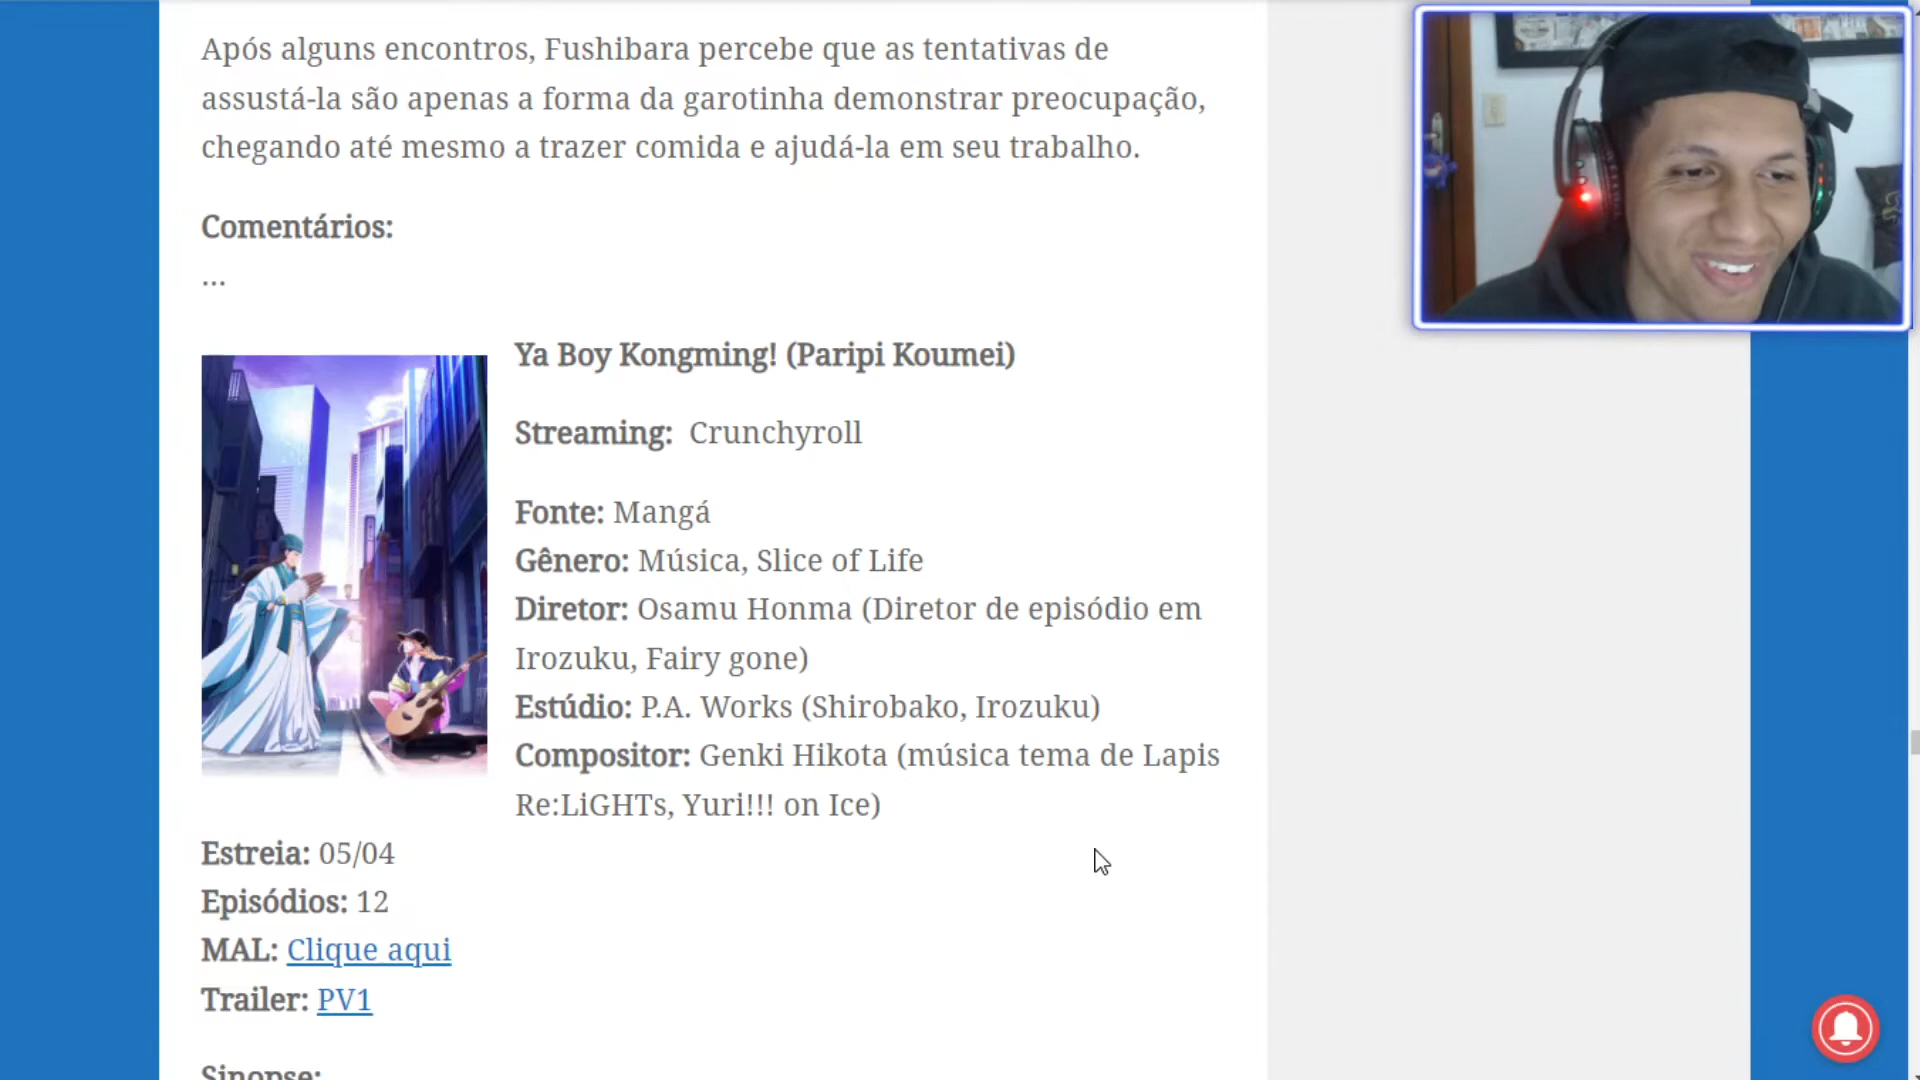 Após alguns encontros, Fushibara percebe que as tentativas de
assustá-la são apenas a forma da garotinha demonstrar preocupação,
chegando até mesmo a trazer comida e ajudá-la em seu trabalho.
Comentários:
...
Ya Boy Kongming! (Paripi Koumei)
Streaming: Crunchyroll
Fonte: Mangá
Gênero: Música, Slice of Life
Diretor: Osamu Honma (Diretor de episódio em
Irozuku, Fairy gone)
Estúdio: P.A. Works (Shirobako, Irozuku)
Compositor: Genki Hikota (música tema de Lapis
Re:LiGHTs, Yuri!!! on Ice)
Estreia: 05/04
Episódios: 12
MAL: Clique aqui
Trailer: PV1
Sinopse: